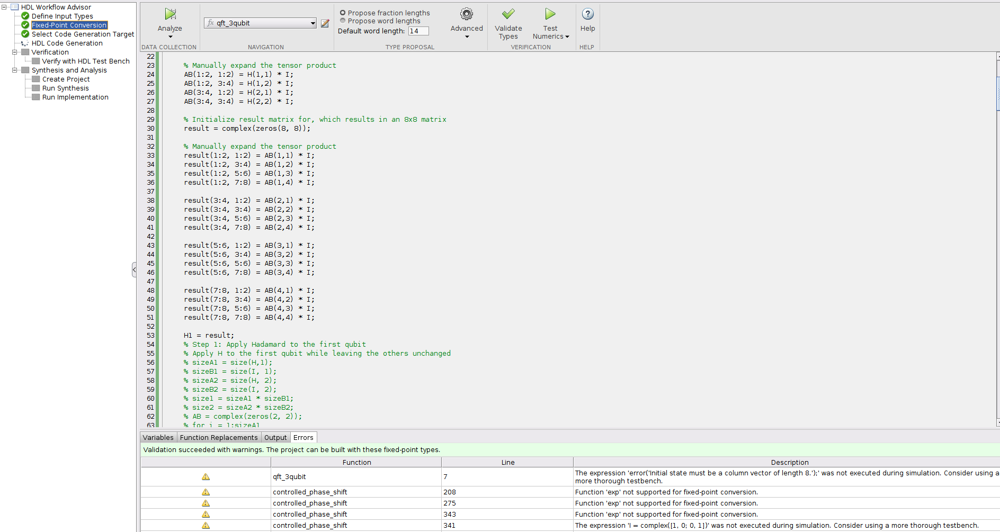 HDL Workflow Advisor
Define Input Types
Fixed-Point Conversion
Select Code Generation Target
HDL Code Generation
Verification
Verify with HDL Test Bench
Synthesis and Analysis
Create Project
Run Synthesis
Run Implementation
Analyze
DATA COLLECTION
fx qft_3qubit
NAVIGATION
Propose fraction lengths
Propose word lengths
Default word length: 14
TYPE PROPOSAL
Advanced
Validate Types
Test Numerics
VERIFICATION
Help
HELP
22
23 % Manually expand the tensor product
24 AB(1:2, 1:2) = H(1,1) * I;
25 AB(1:2, 3:4) = H(1,2) * I;
26 AB(3:4, 1:2) = H(2,1) * I;
27 AB(3:4, 3:4) = H(2,2) * I;
28
29 % Initialize result matrix for, which results in an 8x8 matrix
30 result = complex(zeros(8, 8));
31
32 % Manually expand the tensor product
33 result(1:2, 1:2) = AB(1,1) * I;
34 result(1:2, 3:4) = AB(1,2) * I;
35 result(1:2, 5:6) = AB(1,3) * I;
36 result(1:2, 7:8) = AB(1,4) * I;
37
38 result(3:4, 1:2) = AB(2,1) * I;
39 result(3:4, 3:4) = AB(2,2) * I;
40 result(3:4, 5:6) = AB(2,3) * I;
41 result(3:4, 7:8) = AB(2,4) * I;
42
43 result(5:6, 1:2) = AB(3,1) * I;
44 result(5:6, 3:4) = AB(3,2) * I;
45 result(5:6, 5:6) = AB(3,3) * I;
46 result(5:6, 7:8) = AB(3,4) * I;
47
48 result(7:8, 1:2) = AB(4,1) * I;
49 result(7:8, 3:4) = AB(4,2) * I;
50 result(7:8, 5:6) = AB(4,3) * I;
51 result(7:8, 7:8) = AB(4,4) * I;
52
53 H1 = result;
54 % Step 1: Apply Hadamard to the first qubit
55 % Apply H to the first qubit while leaving the others unchanged
56 % sizeA1 = size(H,1);
57 % sizeB1 = size(I, 1);
58 % sizeA2 = size(H, 2);
59 % sizeB2 = size(I, 2);
60 % size1 = sizeA1 * sizeB1;
61 % size2 = sizeA2 * sizeB2;
62 % AB = complex(zeros(2, 2));
63 % for i = 1:sizeA1
Variables Function Replacements Output Errors
Validation succeeded with warnings. The project can be built with these fixed-point types.
Function Line Description
qft_3qubit 7 The expression 'error('Initial state must be a column vector of length 8.');' was not executed during simulation. Consider using a
more thorough testbench.
controlled_phase_shift 208 Function 'exp' not supported for fixed-point conversion.
controlled_phase_shift 275 Function 'exp' not supported for fixed-point conversion.
controlled_phase_shift 343 Function 'exp' not supported for fixed-point conversion.
controlled_phase_shift 341 The expression 'I = complex([1, 0; 0, 1])' was not executed during simulation. Consider using a more thorough testbench.